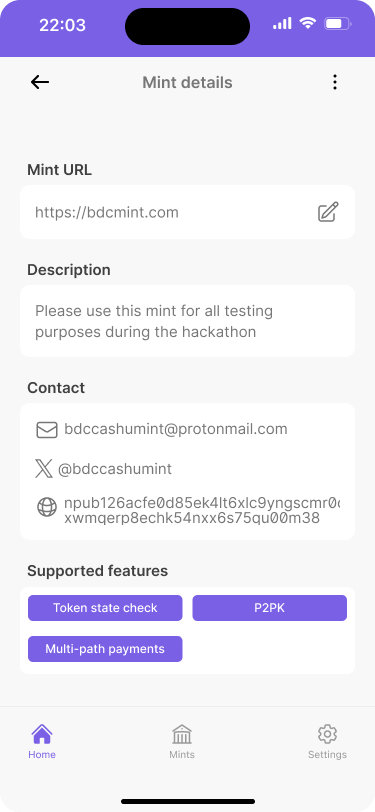 22:03
Mint details
Mint URL
https://bdcmint.com
Description
Please use this mint for all testing
purposes during the hackathon
Contact
bdccashumint@protonmail.com
@bdccashumint
npub126acfe0d85ek4lt6xlc9yngscmr0
xwmqerp8echk54nxx6s75qu00m38
Supported features
Token state check
P2PK
Multi-path payments
Home
Mints
Settings